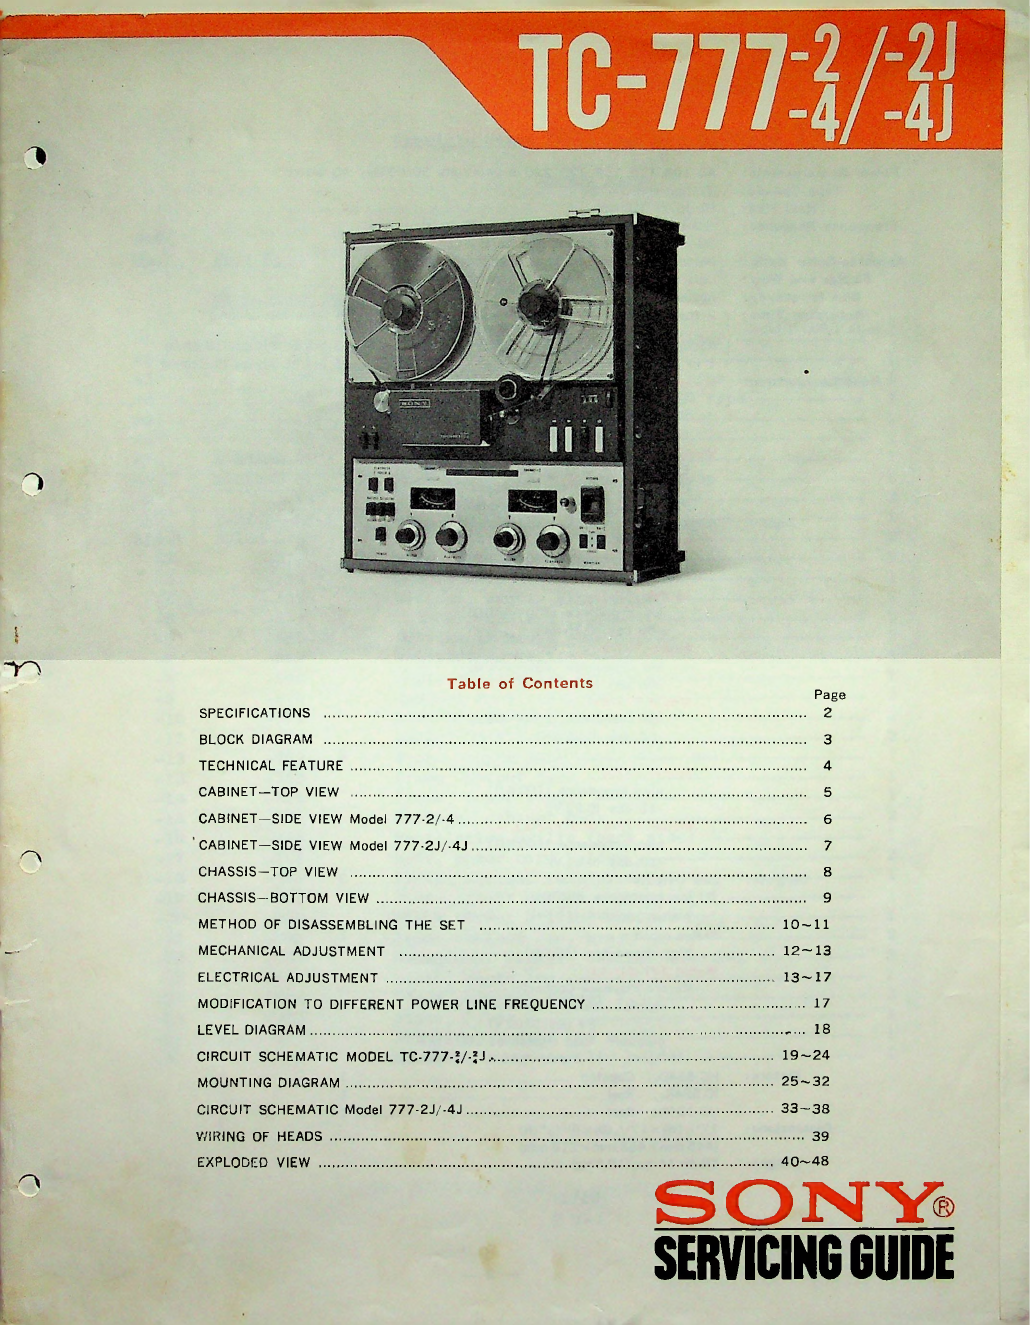 TC-777-2/-2J
-4/-4J
SONY
Table of Contents
Page
SPECIFICATIONS ........ 2
BLOCK DIAGRAM ........ 3
TECHNICAL FEATURE ........ 4
CABINET—TOP VIEW ........ 5
CABINET—SIDE VIEW Model 777-2/-4 ........ 6
CABINET—SIDE VIEW Model 777-2J/-4J ........ 7
CHASSIS—TOP VIEW ........ 8
CHASSIS—BOTTOM VIEW ........ 9
METHOD OF DISASSEMBLING THE SET ........ 10~11
MECHANICAL ADJUSTMENT ........ 12~13
ELECTRICAL ADJUSTMENT ........ 13~17
MODIFICATION TO DIFFERENT POWER LINE FREQUENCY ........ 17
LEVEL DIAGRAM ........ 18
CIRCUIT SCHEMATIC MODEL TC-777-2/4/-2/4J ........ 19~24
MOUNTING DIAGRAM ........ 25~32
CIRCUIT SCHEMATIC Model 777-2J/-4J ........ 33~38
WIRING OF HEADS ........ 39
EXPLODED VIEW ........ 40~48
SONY®
SERVICING GUIDE